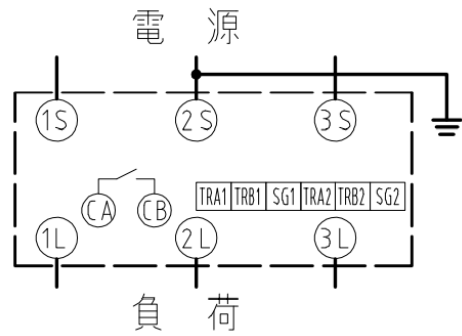 電 源
1S 2S 3S
TRA1 TRB1 SG1 TRA2 TRB2 SG2
CA CB
1L 2L 3L
負 荷